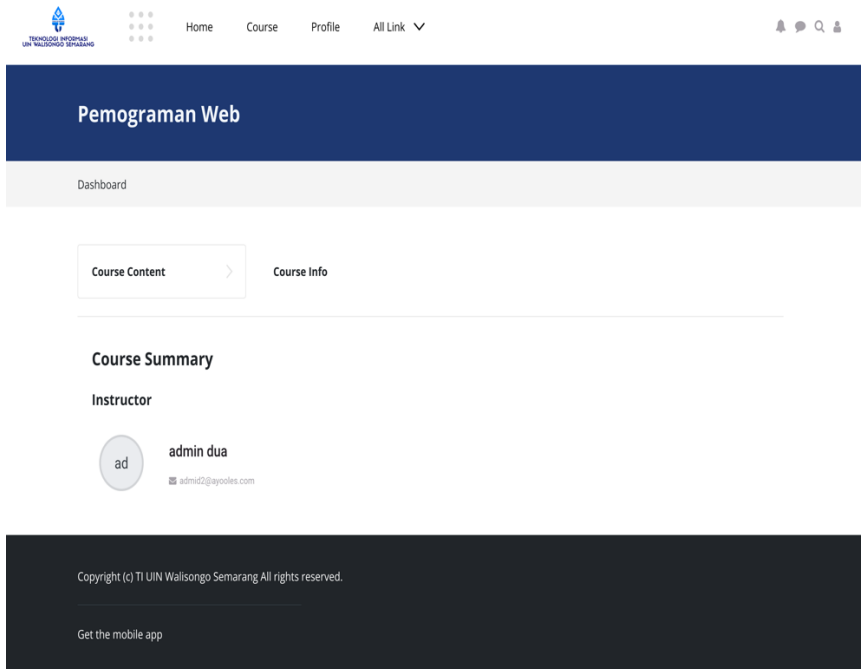 TEKNOLOGI INFORMASI
UIN WALISONGO SEMARANG
Home Course Profile All Link
Pemograman Web
Dashboard
Course Content
Course Info
Course Summary
Instructor
ad
admin dua
admid2@ayooles.com
Copyright (c) TI UIN Walisongo Semarang All rights reserved.
Get the mobile app